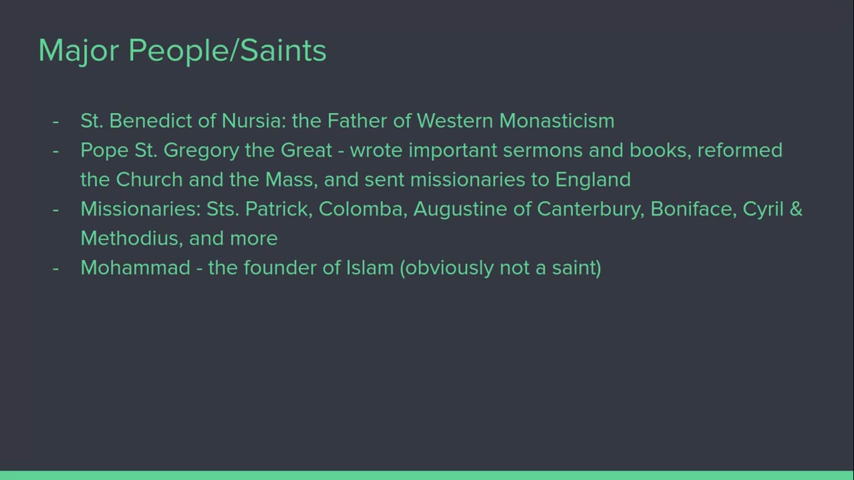 Major People/Saints
- St. Benedict of Nursia: the Father of Western Monasticism
- Pope St. Gregory the Great - wrote important sermons and books, reformed
the Church and the Mass, and sent missionaries to England
- Missionaries: Sts. Patrick, Colomba, Augustine of Canterbury, Boniface, Cyril &
Methodius, and more
- Mohammad - the founder of Islam (obviously not a saint)